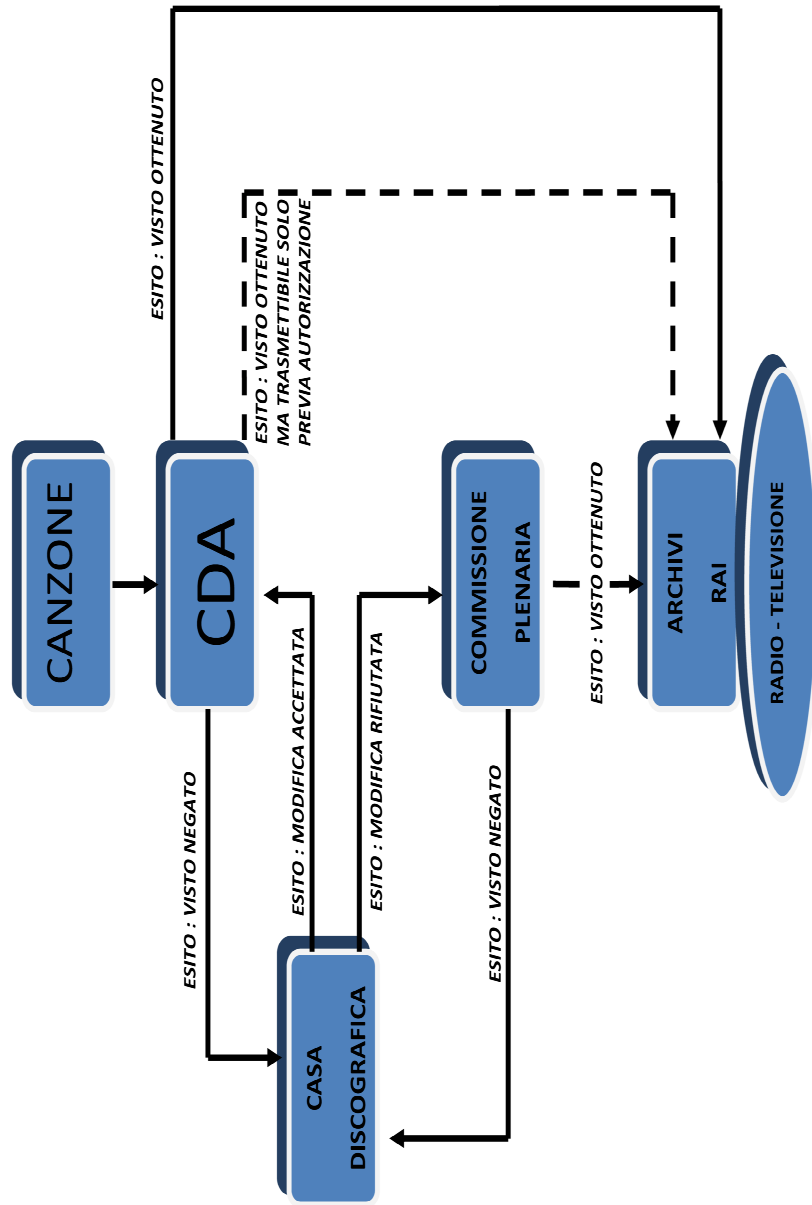 CANZONE
ESITO : VISTO OTTENUTO
CDA
ESITO : VISTO OTTENUTO
MA TRASMETTIBILE SOLO
PREVIA AUTORIZZAZIONE
ESITO : VISTO NEGATO
ESITO : MODIFICA ACCETTATA
ESITO : MODIFICA RIFIUTATA
CASA
DISCOGRAFICA
COMMISSIONE
PLENARIA
ESITO : VISTO NEGATO
ESITO : VISTO OTTENUTO
ARCHIVI
RAI
RADIO - TELEVISIONE